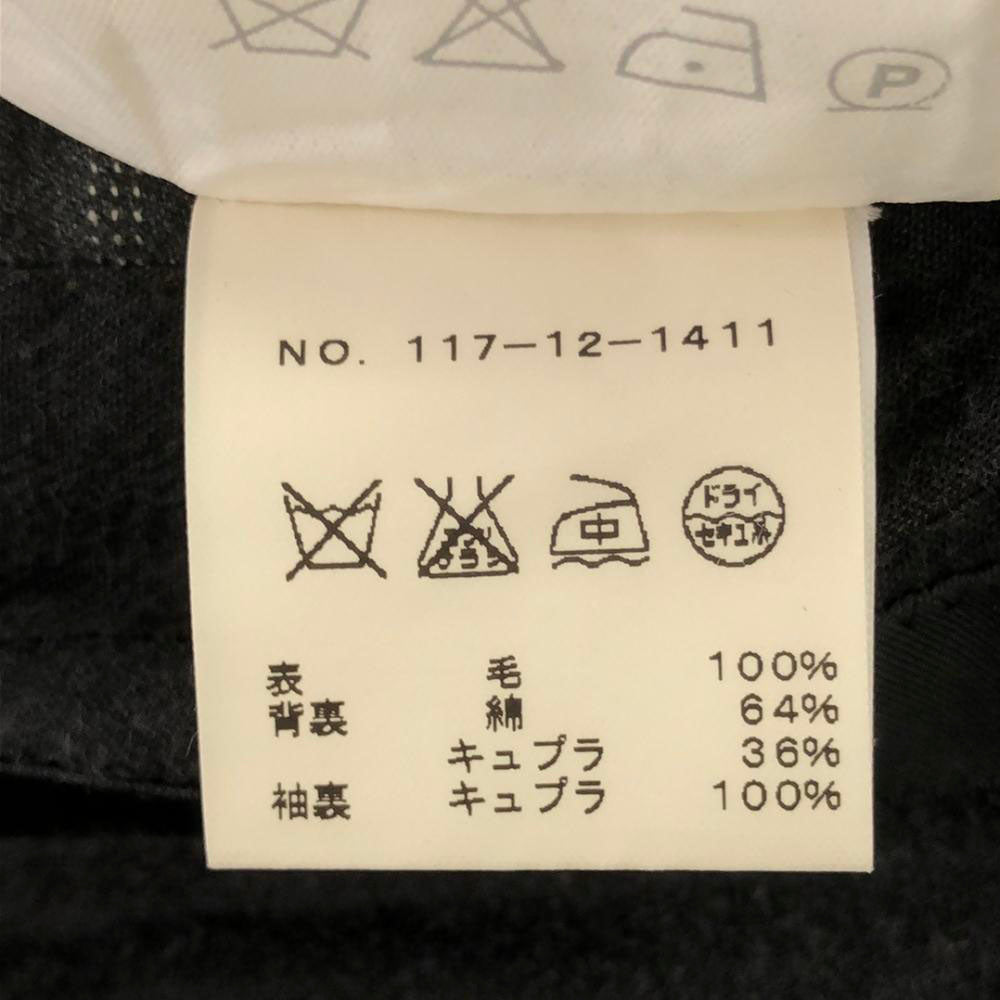 P
NO. 117-12-1411
中 ドライ
セキユ系
表 毛 100%
背裏 綿 64%
キュプラ 36%
袖裏 キュプラ 100%